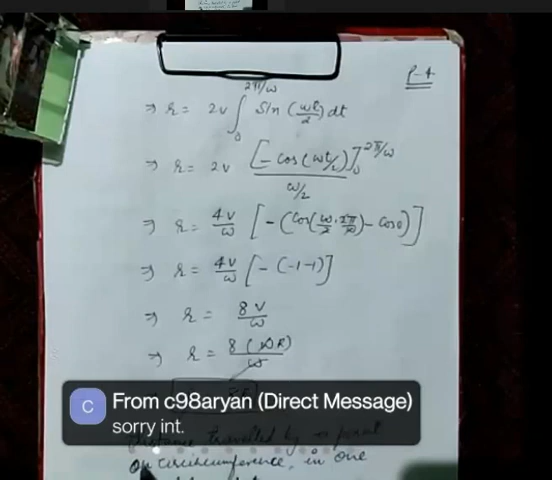 P-4
⇒ r = 2v ∫₀^{2π/ω} Sin (ωt/2) dt
⇒ r = 2v [-cos(ωt/2)]₀^{2π/ω} / ω/2
⇒ r = 4v/ω [-(cos(ω/2 · 2π/ω) - cos0)]
⇒ r = 4v/ω [-(-1-1)]
⇒ r = 8v/ω
⇒ r = 8(ωR)/ω
C
From c98aryan (Direct Message)
sorry int.
Distance travelled by a point
on circumference, in one